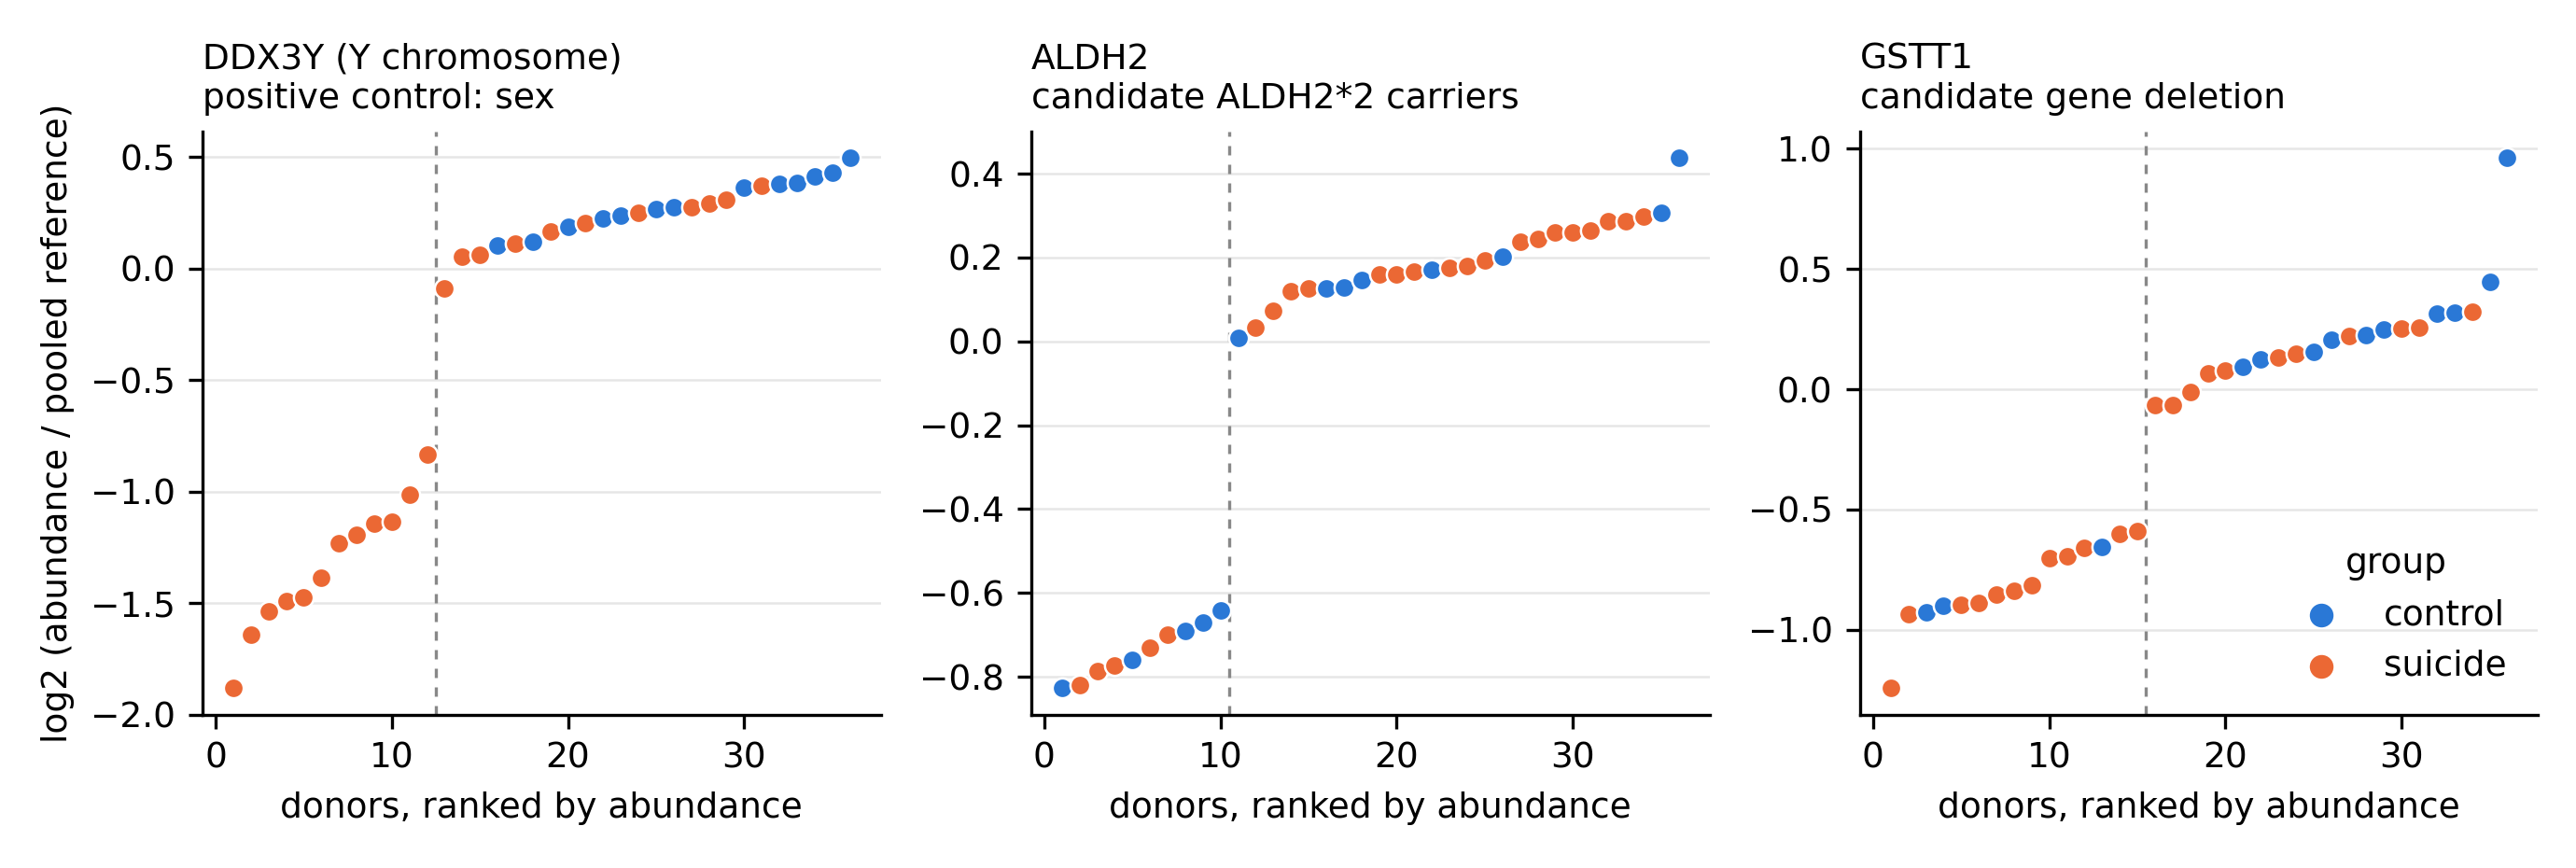 DDX3Y (Y chromosome)
positive control: sex
log2 (abundance / pooled reference)
0.5
0.0
−0.5
−1.0
−1.5
−2.0
0
10
20
30
donors, ranked by abundance
ALDH2
candidate ALDH2*2 carriers
0.4
0.2
0.0
−0.2
−0.4
−0.6
−0.8
0
10
20
30
donors, ranked by abundance
GSTT1
candidate gene deletion
1.0
0.5
0.0
−0.5
−1.0
group
control
suicide
0
10
20
30
donors, ranked by abundance